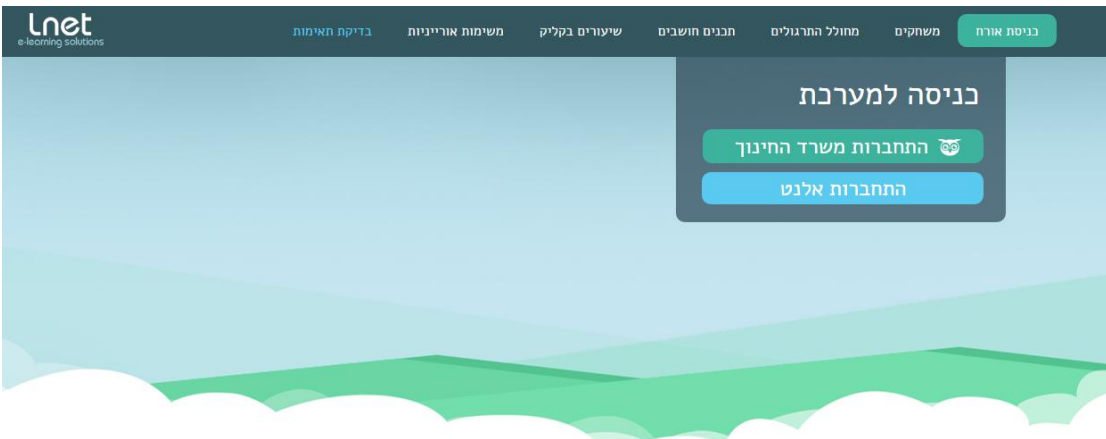 כניסת אורח
משחקים
מחולל התרגולים
תכנים חושבים
שיעורים בקליק
משימות אורייניות
בדיקת תאימות
Lnet
e-learning solutions
כניסה למערכת
התחברות משרד החינוך
התחברות אלנט